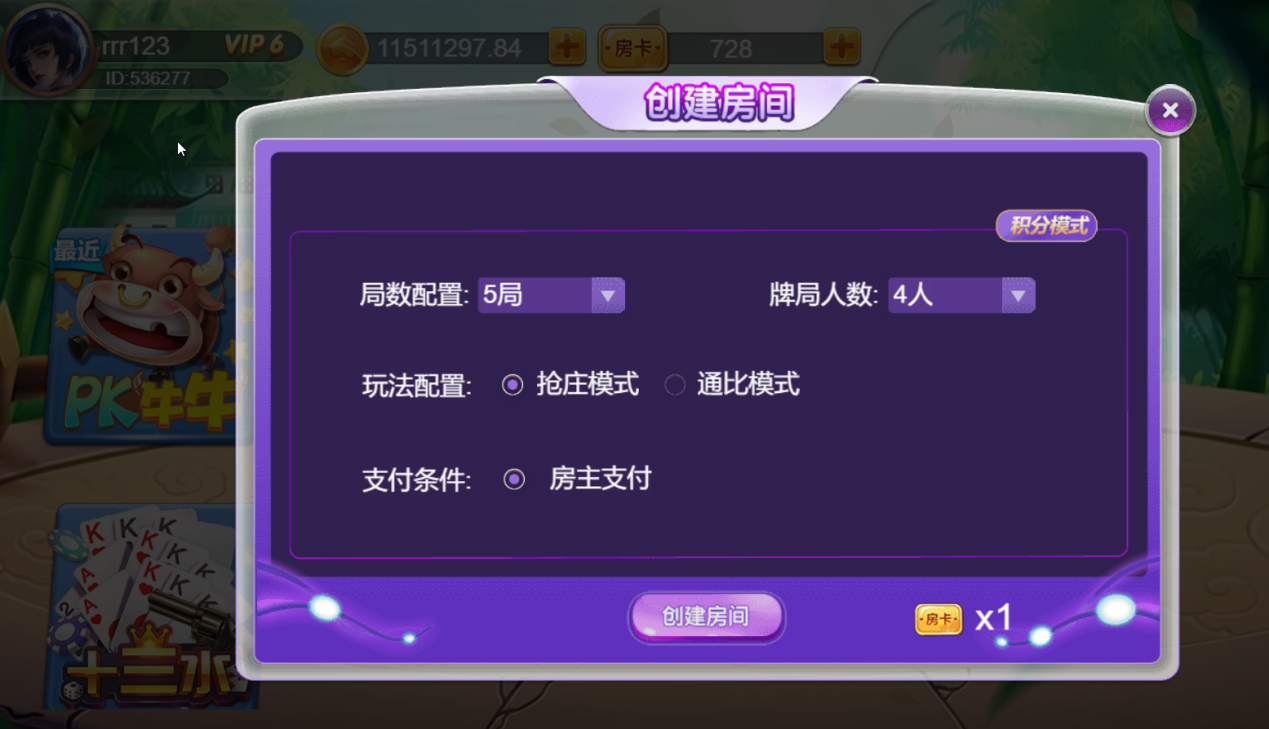 rrr123 VIP 6 11511297.84 房卡 728
ID:536277
创建房间
积分模式
最近
局数配置: 5局 牌局人数: 4人
玩法配置: 抢庄模式 通比模式
PK牛牛
支付条件: 房主支付
K K K
K K K
A
A
2
十三水
创建房间 房卡 x1